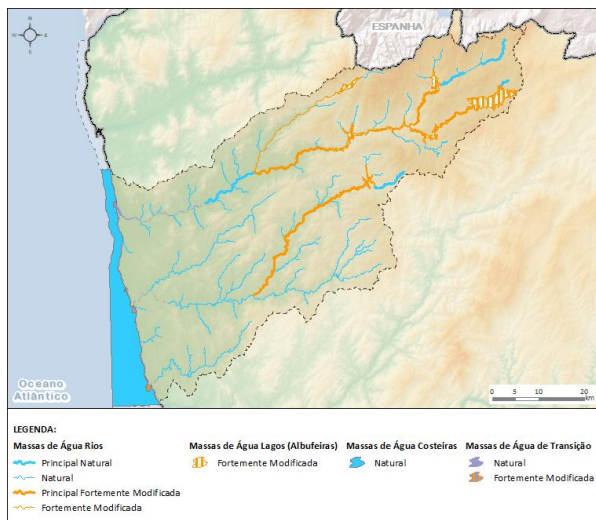 ESPANHA
N
S
Oceano
Atlântico
0 5 10 20
km
LEGENDA:
Massas de Água Rios
Principal Natural
Natural
Principal Fortemente Modificada
Fortemente Modificada
Massas de Água Lagos (Albufeiras)
Fortemente Modificada
Massas de Água Costeiras
Natural
Massas de Água de Transição
Natural
Fortemente Modificada